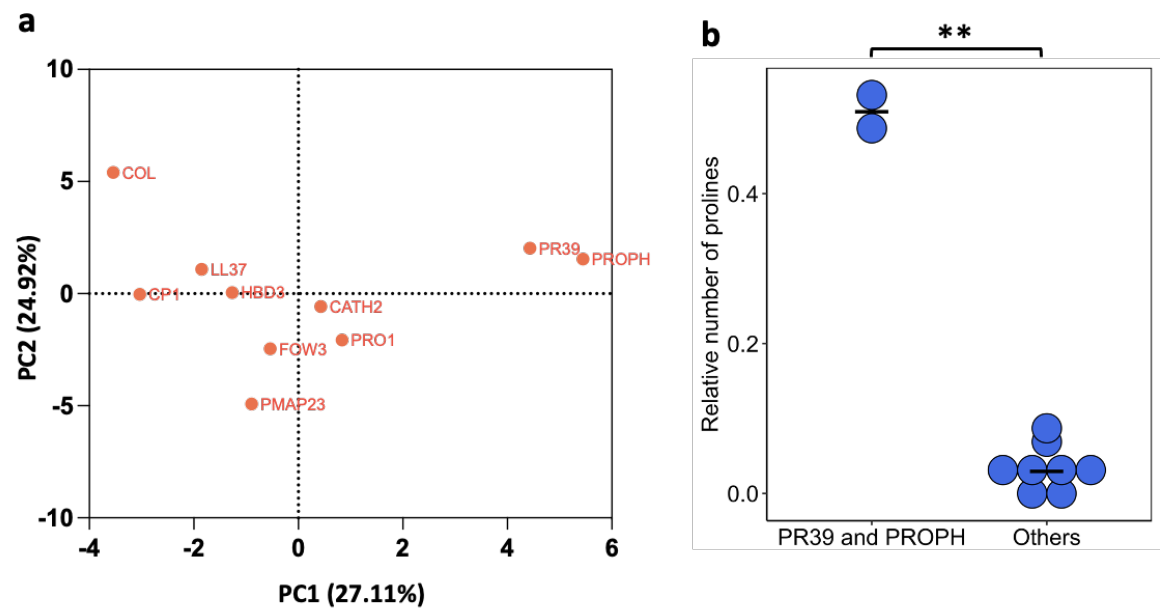 a
PC2 (24.92%)
10
5
0
-5
-10
COL
PR39
PROPH
LL37
CP1
HBD3
CATH2
PRO1
FOW3
PMAP23
-4
-2
0
2
4
6
PC1 (27.11%)
b
**
Relative number of prolines
0.4
0.2
0.0
PR39 and PROPH
Others